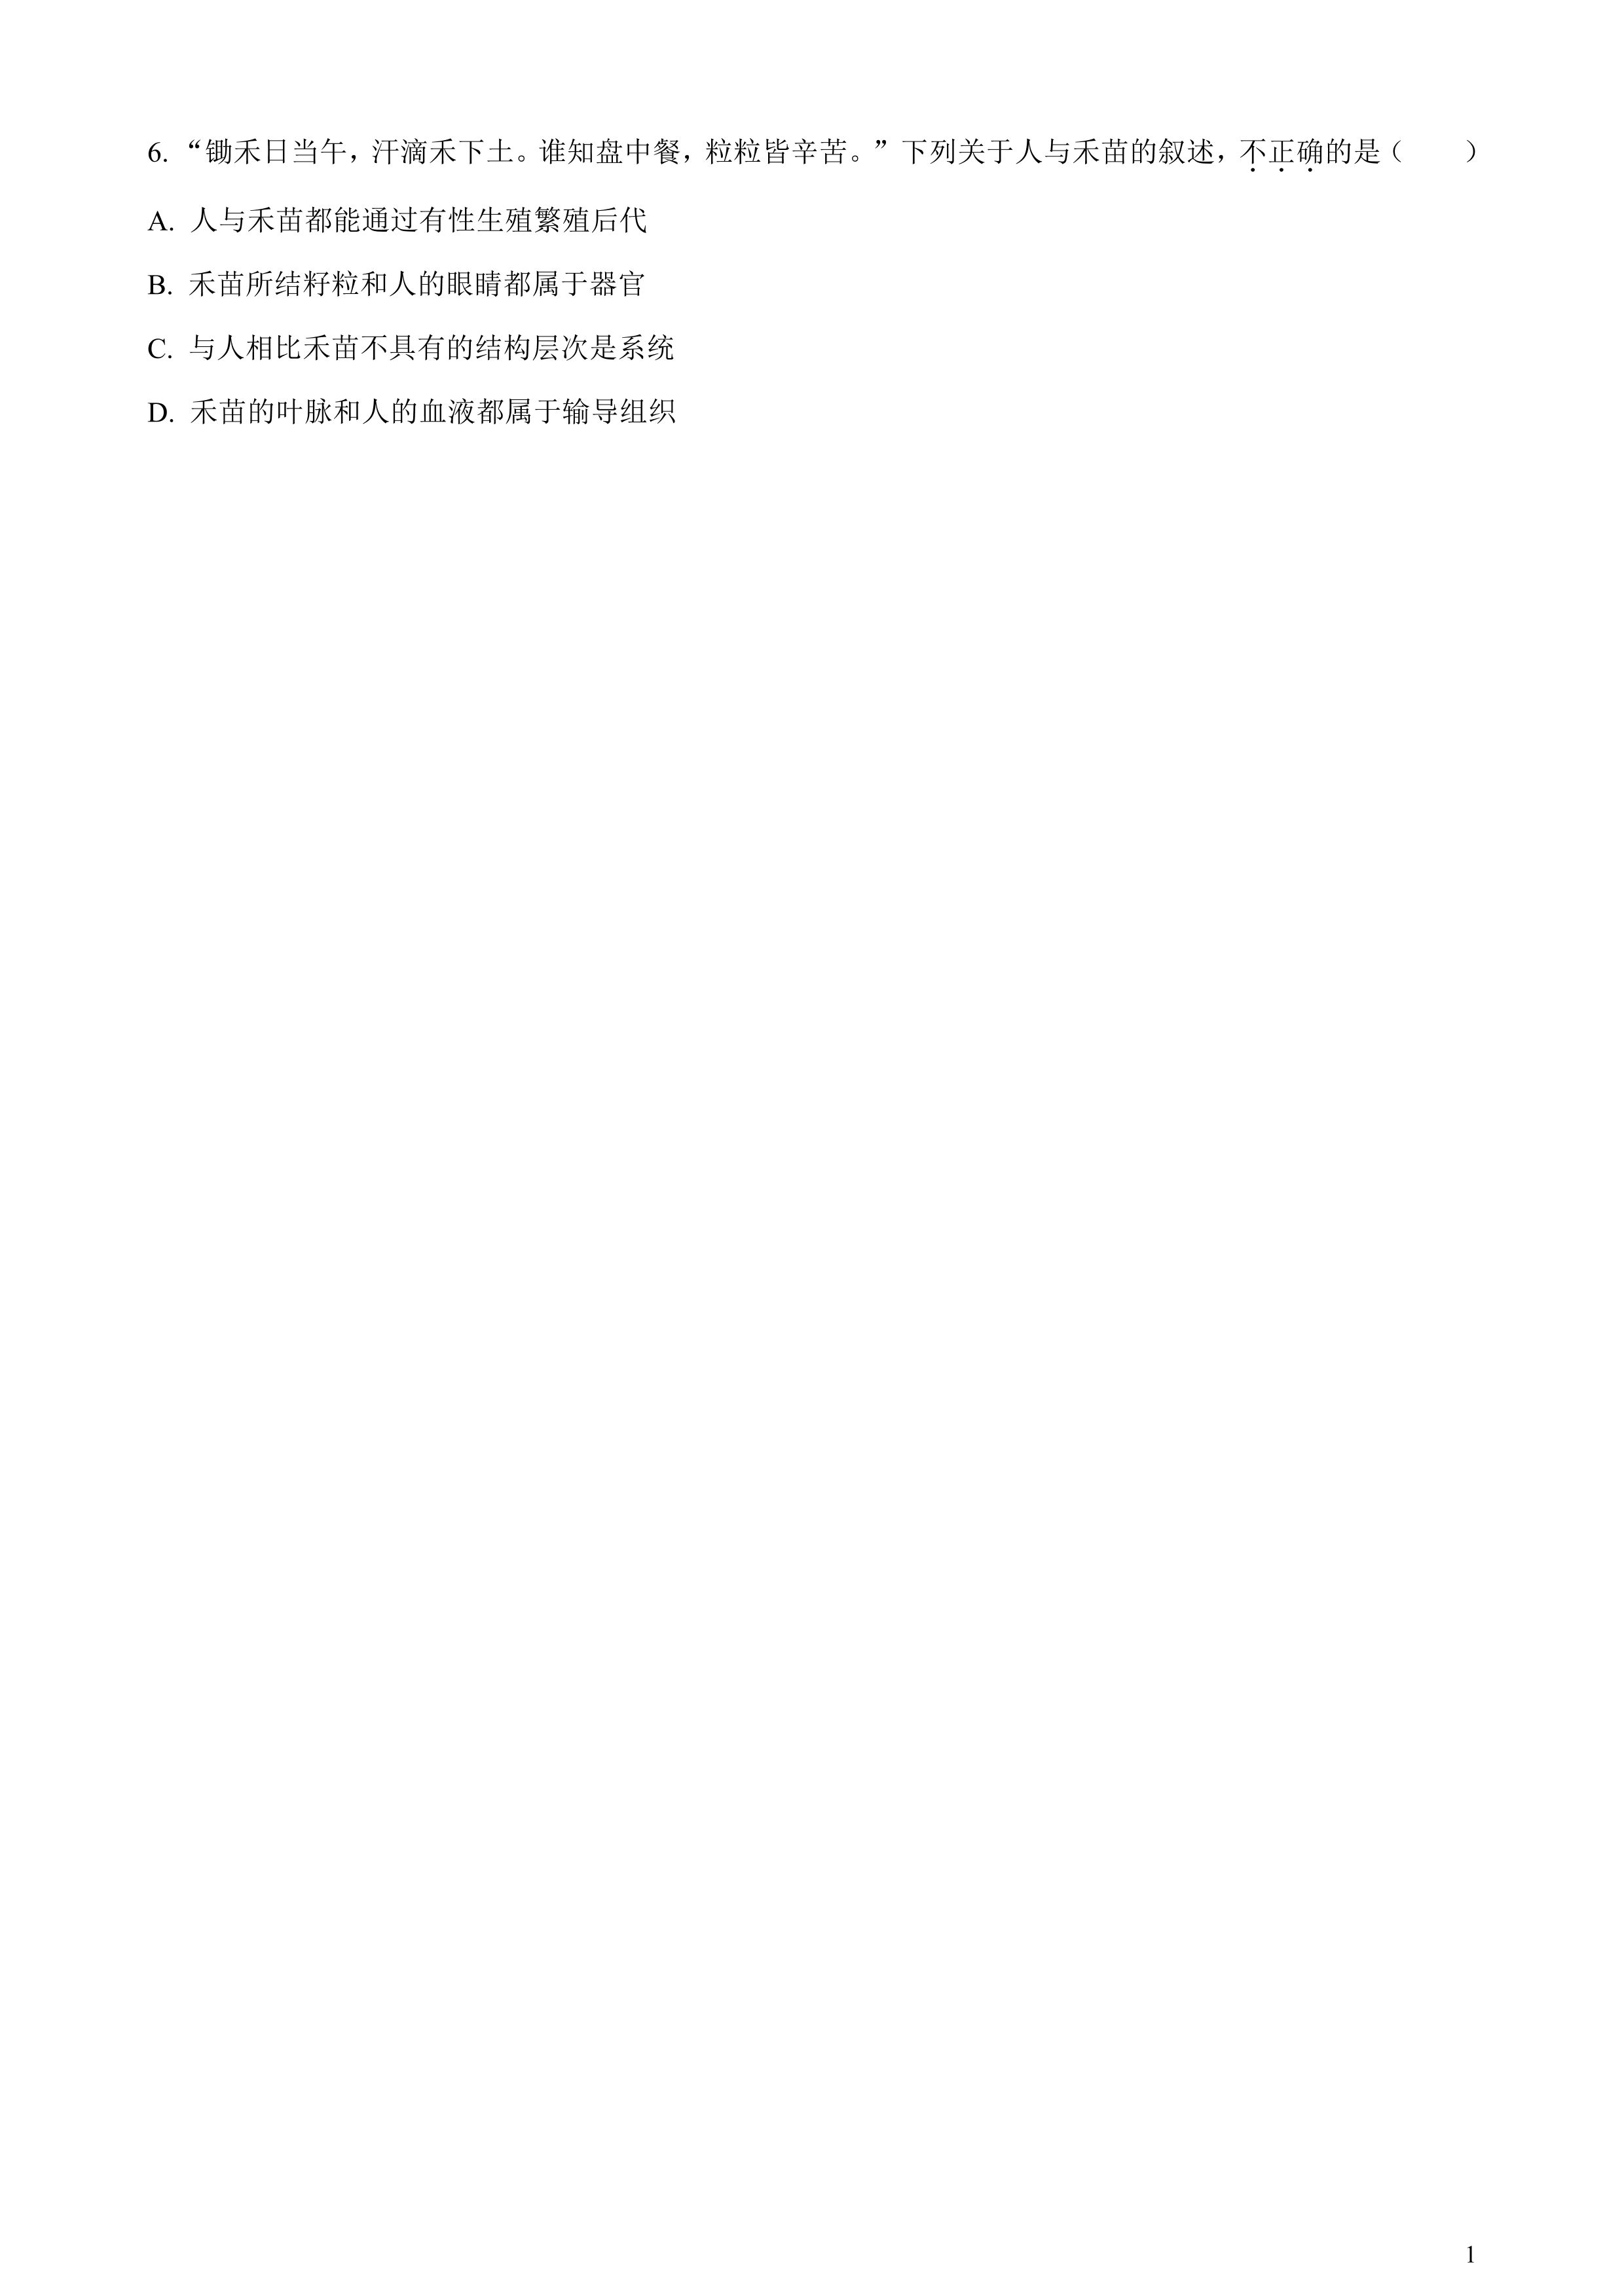 6. “锄禾日当午，汗滴禾下土。谁知盘中餐，粒粒皆辛苦。”下列关于人与禾苗的叙述，不正确的是（　　）
A. 人与禾苗都能通过有性生殖繁殖后代
B. 禾苗所结籽粒和人的眼睛都属于器官
C. 与人相比禾苗不具有的结构层次是系统
D. 禾苗的叶脉和人的血液都属于输导组织
1